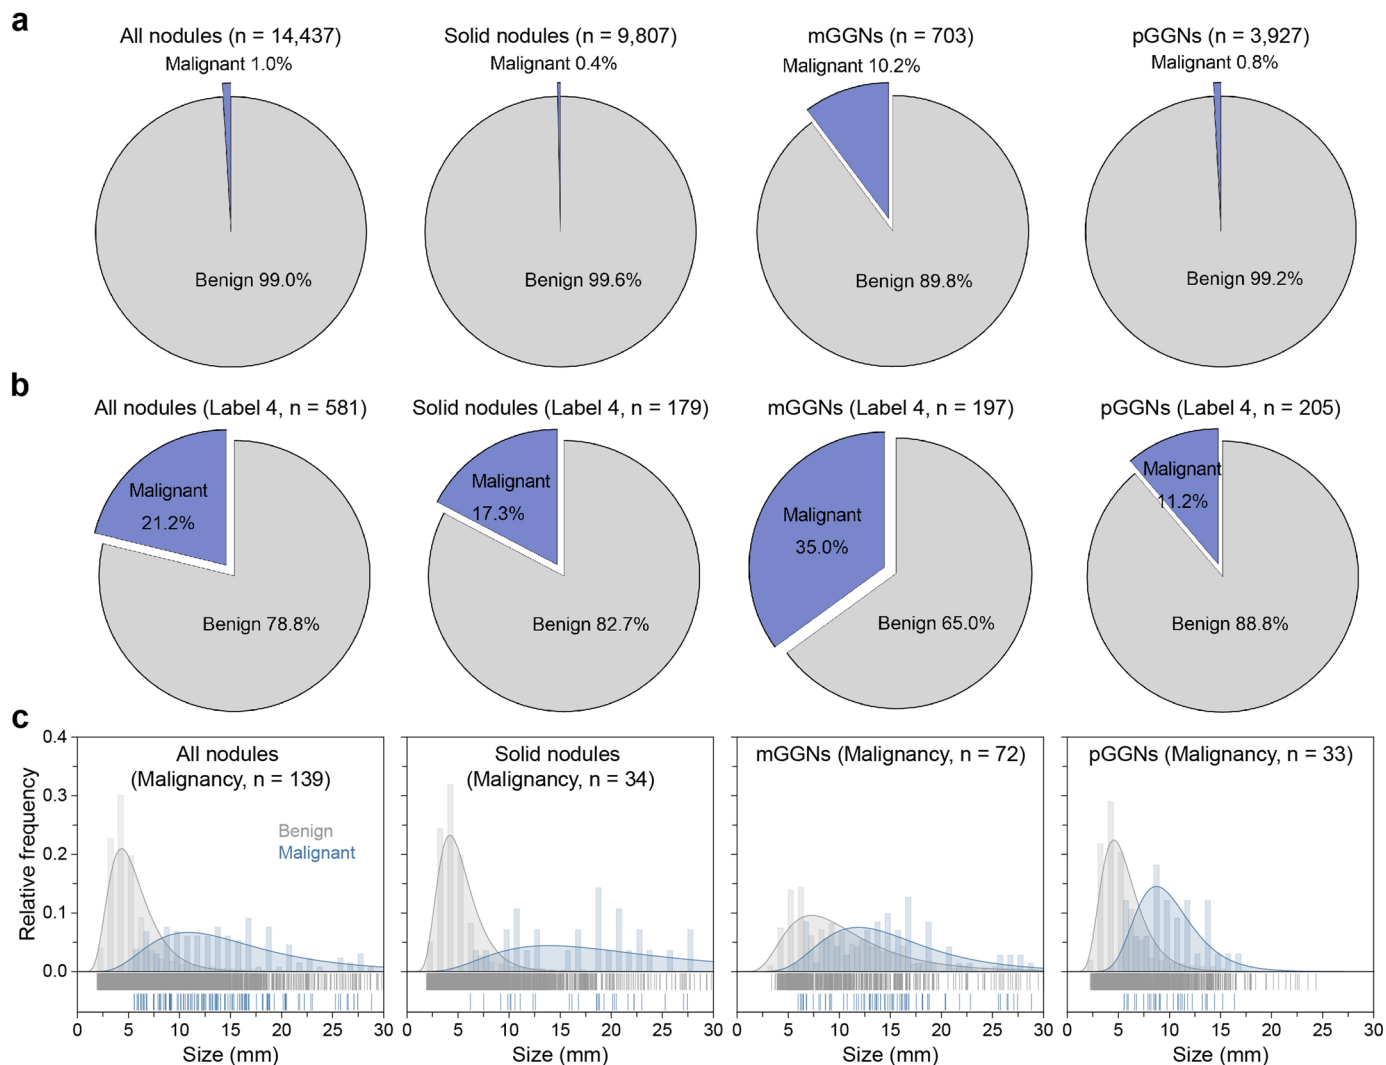 a
All nodules (n = 14,437)
Malignant 1.0%
Benign 99.0%
Solid nodules (n = 9,807)
Malignant 0.4%
Benign 99.6%
mGGNs (n = 703)
Malignant 10.2%
Benign 89.8%
pGGNs (n = 3,927)
Malignant 0.8%
Benign 99.2%
b
All nodules (Label 4, n = 581)
Malignant
21.2%
Benign 78.8%
Solid nodules (Label 4, n = 179)
Malignant
17.3%
Benign 82.7%
mGGNs (Label 4, n = 197)
Malignant
35.0%
Benign 65.0%
pGGNs (Label 4, n = 205)
Malignant
11.2%
Benign 88.8%
c
Relative frequency
0.4
0.3
0.2
0.1
0.0
All nodules
(Malignancy, n = 139)
Benign
Malignant
0 5 10 15 20 25 30
Size (mm)
Solid nodules
(Malignancy, n = 34)
0 5 10 15 20 25 30
Size (mm)
mGGNs (Malignancy, n = 72)
0 5 10 15 20 25 30
Size (mm)
pGGNs (Malignancy, n = 33)
0 5 10 15 20 25 30
Size (mm)